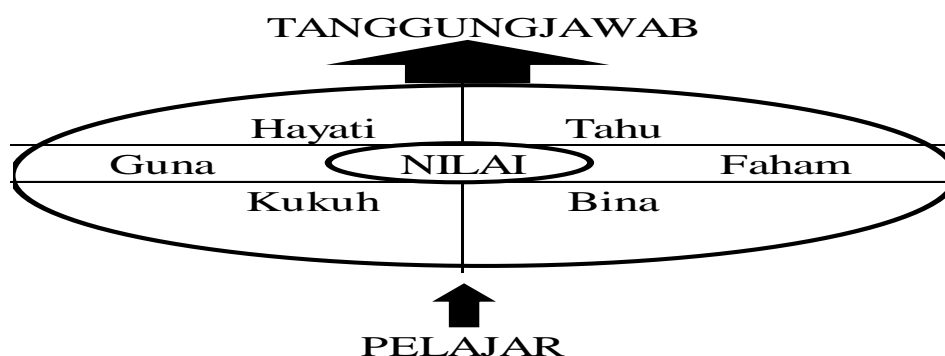 TANGGUNGJAWAB
Hayati Tahu
Guna NILAI Faham
Kukuh Bina
PELAJAR